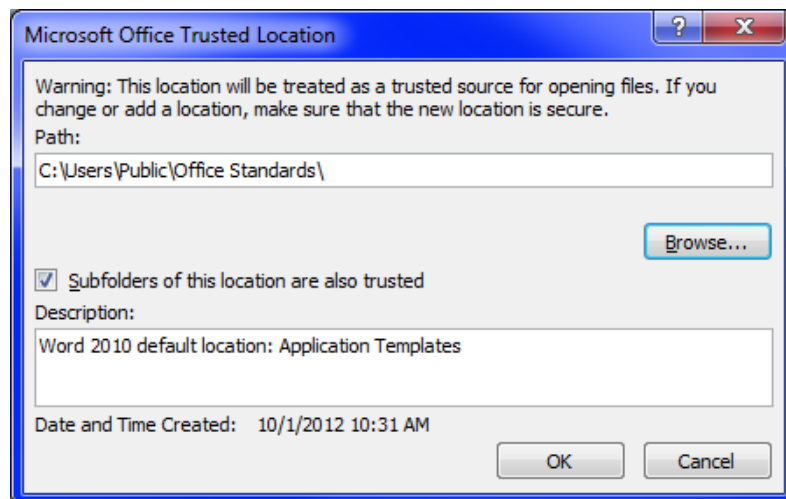 Microsoft Office Trusted Location
Warning: This location will be treated as a trusted source for opening files. If you
change or add a location, make sure that the new location is secure.
Path:
C:\Users\Public\Office Standards\
Browse...
Subfolders of this location are also trusted
Description:
Word 2010 default location: Application Templates
Date and Time Created: 10/1/2012 10:31 AM
OK Cancel